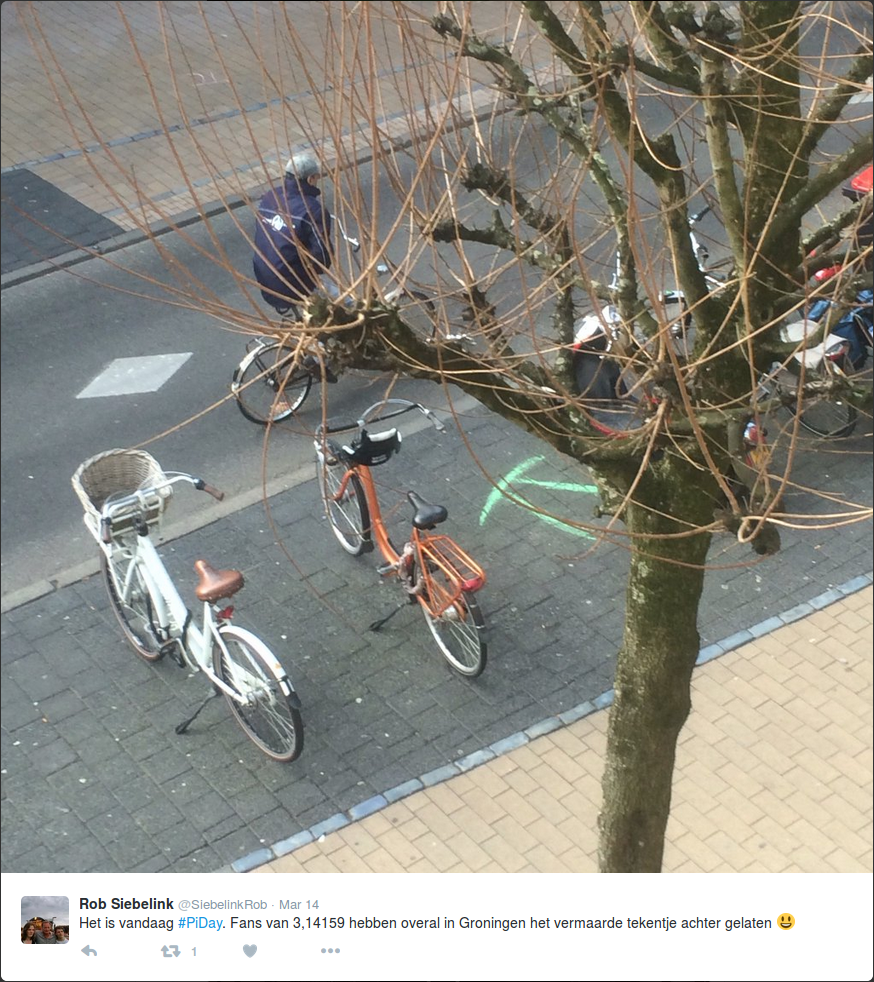 Rob Siebelink @SiebelinkRob · Mar 14
Het is vandaag #PiDay. Fans van 3,14159 hebben overal in Groningen het vermaarde tekentje achter gelaten 😃
1